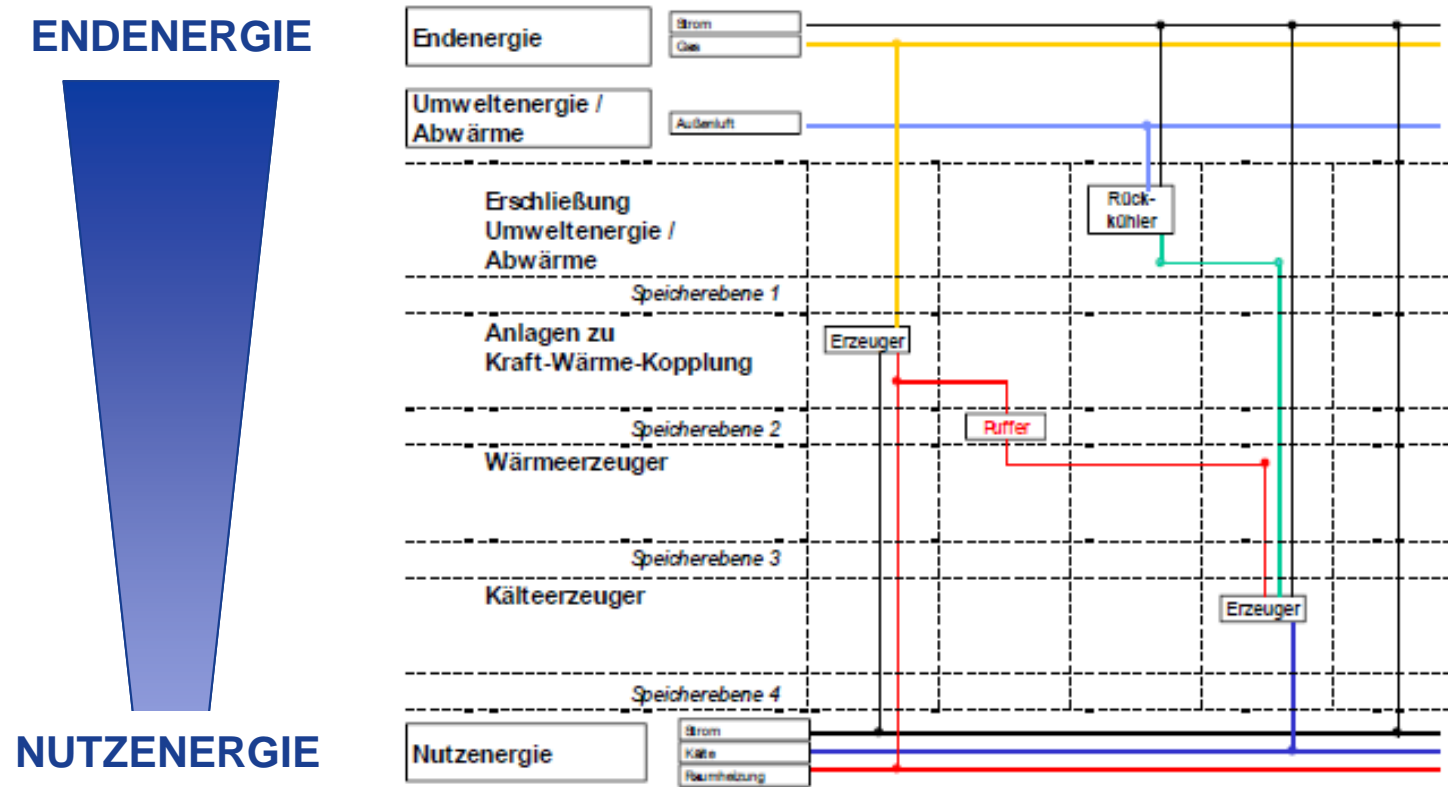 ENDENERGIE
Endenergie
Strom
Gas
Umweltenergie /
Abwärme
Außenluft
Erschließung
Umweltenergie /
Abwärme
Rück-
kühler
Speicherebene 1
Anlagen zu
Kraft-Wärme-Kopplung
Erzeuger
Speicherebene 2
Puffer
Wärmeerzeuger
Speicherebene 3
Kälteerzeuger
Erzeuger
Speicherebene 4
NUTZENERGIE
Nutzenergie
Strom
Kälte
Raumheizung